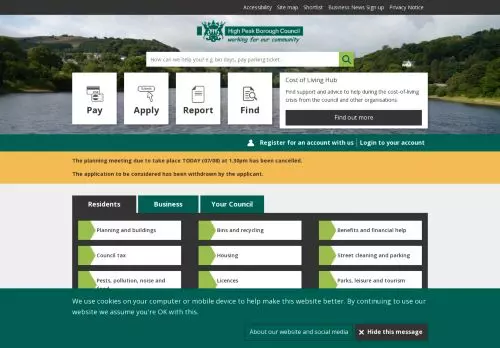 Accessibility Site map Shortlist Business News Sign up Privacy Notice
High Peak Borough Council
working for our community
How can we help you? e.g. bin days, pay parking ticket
Pay
Apply
Report
Find
Cost of Living Hub
Find support and advice to help during the cost-of-living
crisis from the council and other organisations.
Find out more
Register for an account with us Login to your account
The planning meeting due to take place TODAY (07/08) at 1.30pm has been cancelled.
The application to be considered has been withdrawn by the applicant.
Residents
Business
Your Council
Planning and buildings
Bins and recycling
Benefits and financial help
Council tax
Housing
Street cleaning and parking
Pests, pollution, noise and
Licences
Parks, leisure and tourism
We use cookies on your computer or mobile device to help make this website better. By continuing to use our
website we assume you're OK with this.
About our website and social media
Hide this message